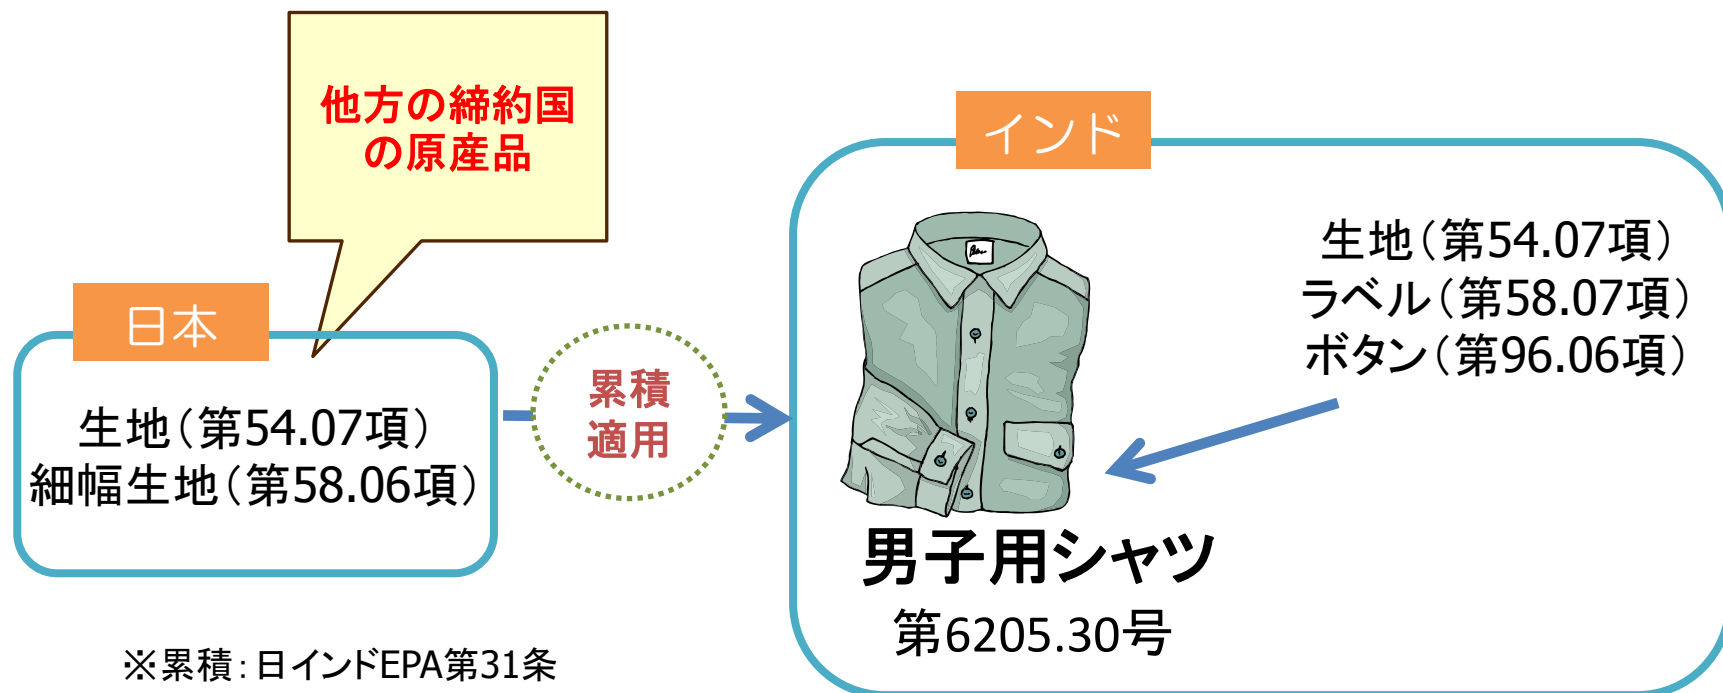 他方の締約国
の原産品
日本
生地（第54.07項）
細幅生地（第58.06項）
累積
適用
インド
生地（第54.07項）
ラベル（第58.07項）
ボタン（第96.06項）
男子用シャツ
第6205.30号
※累積：日インドEPA第31条